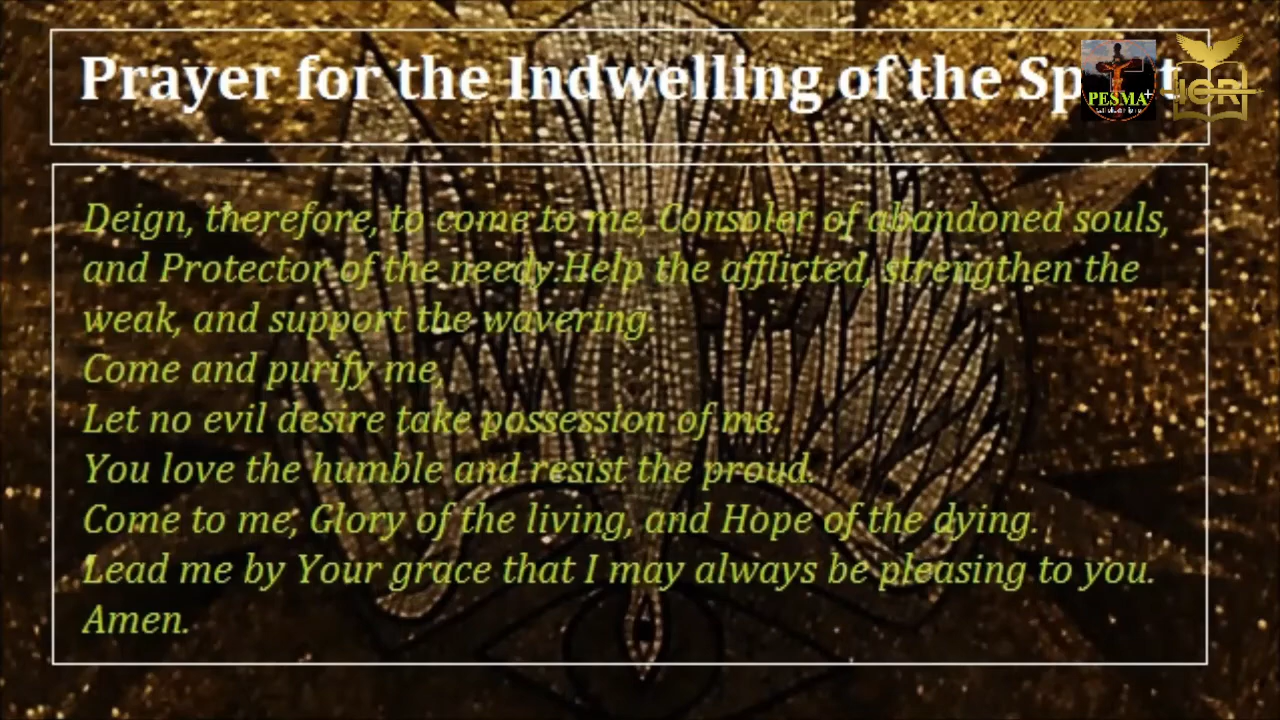 Prayer for the Indwelling of the Sp t
PESMA
IGR
Deign, therefore, to come to me, Consoler of abandoned souls,
and Protector of the needy.Help the afflicted, strengthen the
weak, and support the wavering.
Come and purify me,
Let no evil desire take possession of me.
You love the humble and resist the proud.
Come to me, Glory of the living, and Hope of the dying.
Lead me by Your grace that I may always be pleasing to you.
Amen.